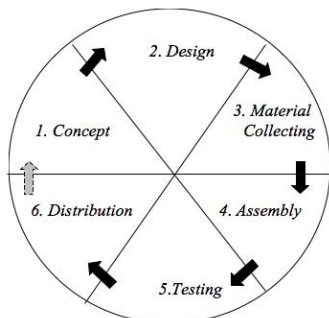 1. Concept
2. Design
3. Material
Collecting
4. Assembly
5.Testing
6. Distribution